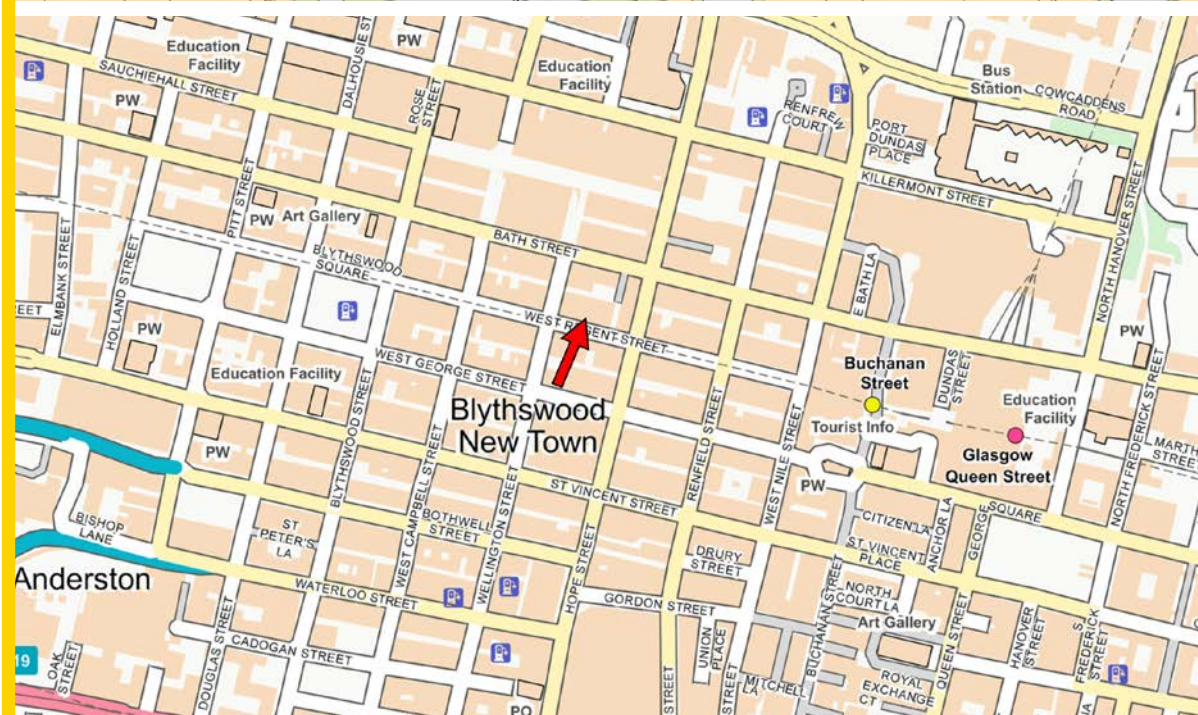 Education
Facility
SAUCHIEHALL STREET
PW
DALHOUSIE ST
PW
ROSE
STREET
Education
Facility
RENFREW
COURT
Bus
Station
COWCADDENS
ROAD
PORT
DUNDAS
PLACE
KILLERMONT STREET
NORTH HANOVER STREET
PITT STREET
PW
Art Gallery
BLYTHSWOOD
SQUARE
BATH STREET
ELMBANK STREET
HOLLAND STREET
EET
PW
WEST REGENT STREET
E BATH LA
WEST GEORGE STREET
Education Facility
Buchanan
Street
DUNDAS
STREET
PW
Education
Facility
NORTH FREDERICK STREET
MARTH
STREE
Blythswood
New Town
Tourist Info
Glasgow
Queen Street
PW
BLYTHSWOOD STREET
WEST CAMPBELL STREET
WELLINGTON STREET
ST VINCENT STREET
RENFIELD STREET
WEST NILE STREET
PW
BISHOP
LANE
ST
PETER'S
LA
BOTHWELL
STREET
HOPE STREET
DRURY
STREET
CITIZEN LA
ST VINCENT
PLACE
ANCHOR LA
GEORGE
SQUARE
Anderston
WATERLOO STREET
GORDON STREET
NORTH
COURT LA
Art Gallery
BUCHANAN STREET
QUEEN STREET
HANOVER
STREET
S
FREDERICK
STREET
19
OAK
STREET
DOUGLAS STREET
CADOGAN STREET
PO
STREET
UNION
PLACE
MITCHELL
LA
ROYAL
EXCHANGE
CT